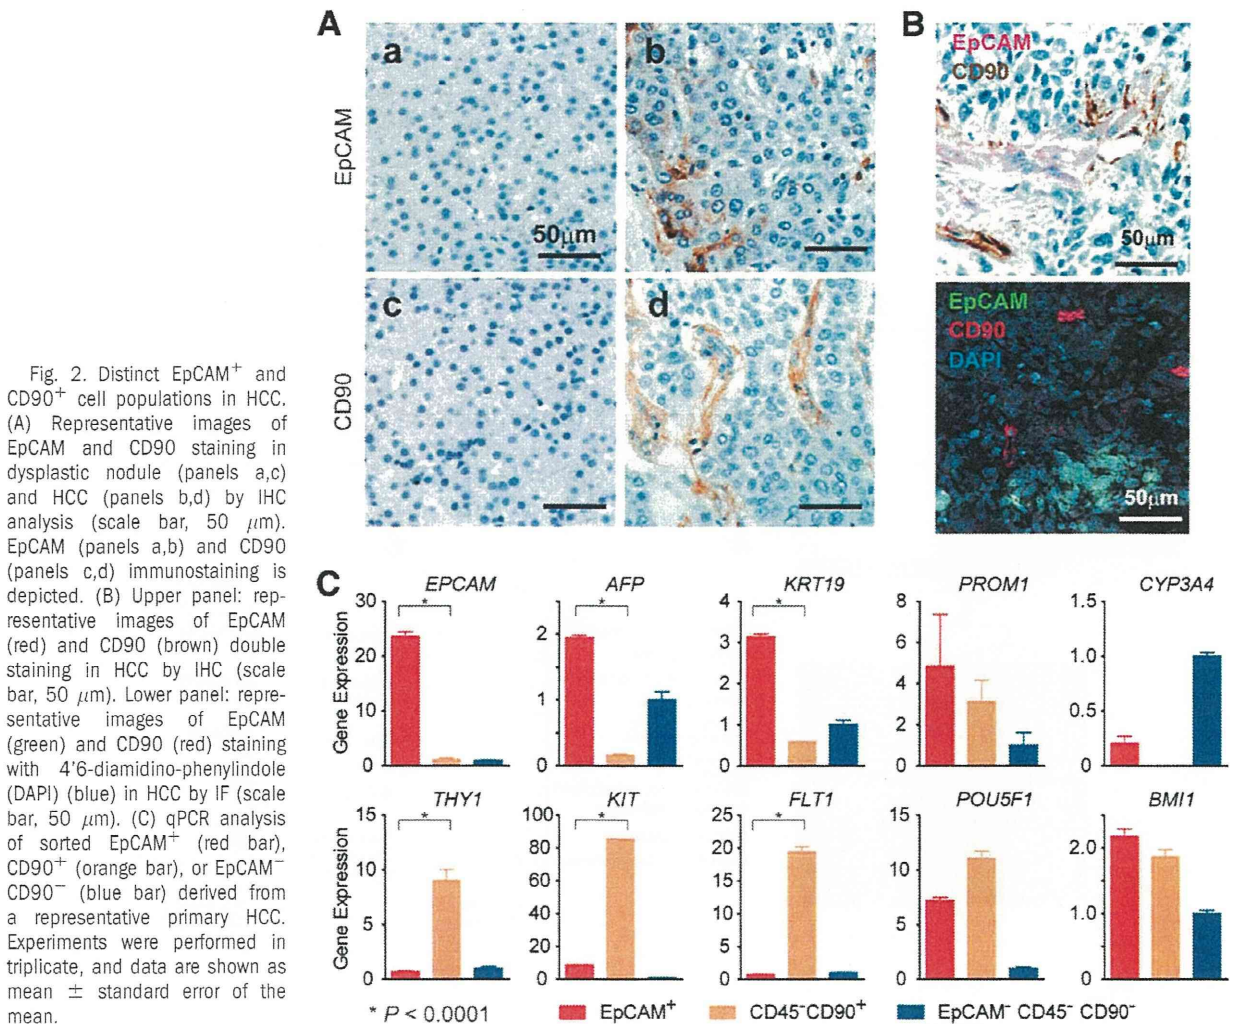 Fig. 2. Distinct EpCAM⁺ and
CD90⁺ cell populations in HCC.
(A) Representative images of
EpCAM and CD90 staining in
dysplastic nodule (panels a,c)
and HCC (panels b,d) by IHC
analysis (scale bar, 50 μm).
EpCAM (panels a,b) and CD90
(panels c,d) immunostaining is
depicted. (B) Upper panel: rep-
resentative images of EpCAM
(red) and CD90 (brown) double
staining in HCC by IHC (scale
bar, 50 μm). Lower panel: repre-
sentative images of EpCAM
(green) and CD90 (red) staining
with 4'6-diamidino-phenylindole
(DAPI) (blue) in HCC by IF (scale
bar, 50 μm). (C) qPCR analysis
of sorted EpCAM⁺ (red bar),
CD90⁺ (orange bar), or EpCAM⁻
CD90⁻ (blue bar) derived from
a representative primary HCC.
Experiments were performed in
triplicate, and data are shown as
mean ± standard error of the
mean.
A
EpCAM
a
50μm
b
CD90
c
d
B
EpCAM
CD90
50μm
EpCAM
CD90
DAPI
50μm
C
EPCAM
Gene Expression
30
20
10
0
*
AFP
2
1
0
*
KRT19
4
3
2
1
0
*
PROM1
8
6
4
2
0
CYP3A4
1.5
1.0
0.5
0
THY1
Gene Expression
15
10
5
0
*
KIT
100
80
60
40
20
0
*
FLT1
25
20
15
10
5
0
*
POU5F1
15
10
5
0
BMI1
2.0
1.0
0
* P < 0.0001
EpCAM⁺
CD45⁻CD90⁺
EpCAM⁻ CD45⁻ CD90⁻